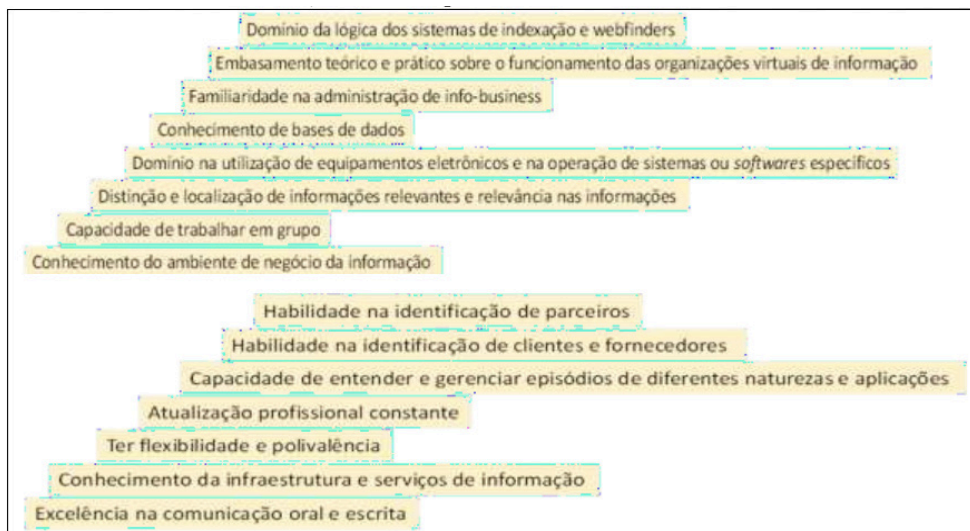 Domínio da lógica dos sistemas de indexação e webfinders
Embasamento teórico e prático sobre o funcionamento das organizações virtuais de informação
Familiaridade na administração de info-business
Conhecimento de bases de dados
Domínio na utilização de equipamentos eletrônicos e na operação de sistemas ou softwares específicos
Distinção e localização de informações relevantes e relevância nas informações
Capacidade de trabalhar em grupo
Conhecimento do ambiente de negócio da informação
Habilidade na identificação de parceiros
Habilidade na identificação de clientes e fornecedores
Capacidade de entender e gerenciar episódios de diferentes naturezas e aplicações
Atualização profissional constante
Ter flexibilidade e polivalência
Conhecimento da infraestrutura e serviços de informação
Excelência na comunicação oral e escrita